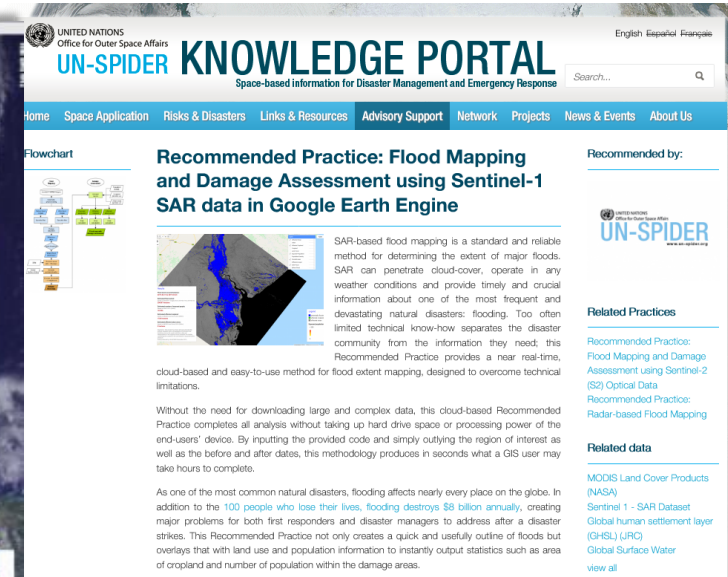 UNITED NATIONS
Office for Outer Space Affairs
UN-SPIDER
KNOWLEDGE PORTAL
Space-based information for Disaster Management and Emergency Response
English Español Français
Search...
Home Space Application Risks & Disasters Links & Resources Advisory Support Network Projects News & Events About Us
Flowchart
Recommended Practice: Flood Mapping
and Damage Assessment using Sentinel-1
SAR data in Google Earth Engine
SAR-based flood mapping is a standard and reliable
method for determining the extent of major floods.
SAR can penetrate cloud-cover, operate in any
weather conditions and provide timely and crucial
information about one of the most frequent and
devastating natural disasters: flooding. Too often
limited technical know-how separates the disaster
community from the information they need; this
Recommended Practice provides a near real-time,
cloud-based and easy-to-use method for flood extent mapping, designed to overcome technical
limitations.
Without the need for downloading large and complex data, this cloud-based Recommended
Practice completes all analysis without taking up hard drive space or processing power of the
end-users' device. By inputting the provided code and simply outlying the region of interest as
well as the before and after dates, this methodology produces in seconds what a GIS user may
take hours to complete.
As one of the most common natural disasters, flooding affects nearly every place on the globe. In
addition to the 100 people who lose their lives, flooding destroys $8 billion annually, creating
major problems for both first responders and disaster managers to address after a disaster
strikes. This Recommended Practice not only creates a quick and usefully outline of floods but
overlays that with land use and population information to instantly output statistics such as area
of cropland and number of population within the damage areas.
Recommended by:
UNITED NATIONS
Office for Outer Space Affairs
UN-SPIDER
www.un-spider.org
Related Practices
Recommended Practice:
Flood Mapping and Damage
Assessment using Sentinel-2
(S2) Optical Data
Recommended Practice:
Radar-based Flood Mapping
Related data
MODIS Land Cover Products
(NASA)
Sentinel 1 - SAR Dataset
Global human settlement layer
(GHSL) (JRC)
Global Surface Water
view all